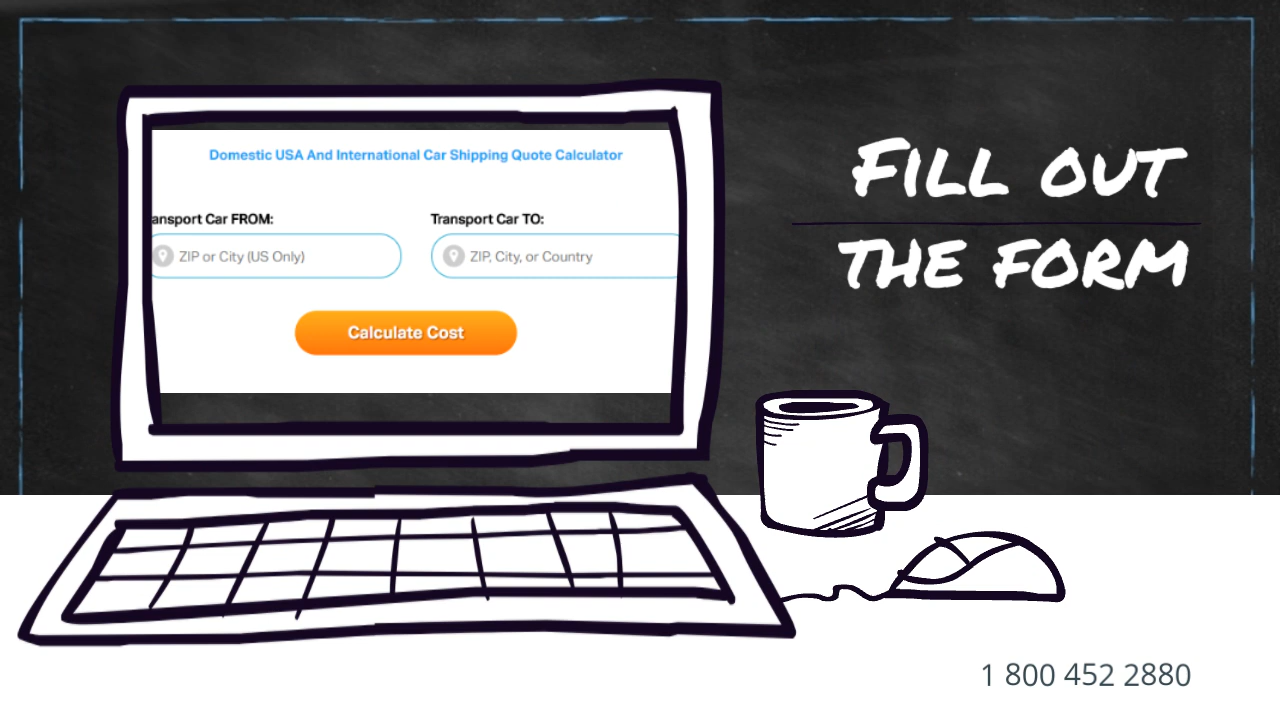 Domestic USA And International Car Shipping Quote Calculator
ansport Car FROM:
Transport Car TO:
ZIP or City (US Only)
ZIP, City, or Country
Calculate Cost
FILL OUT
THE FORM
1 800 452 2880